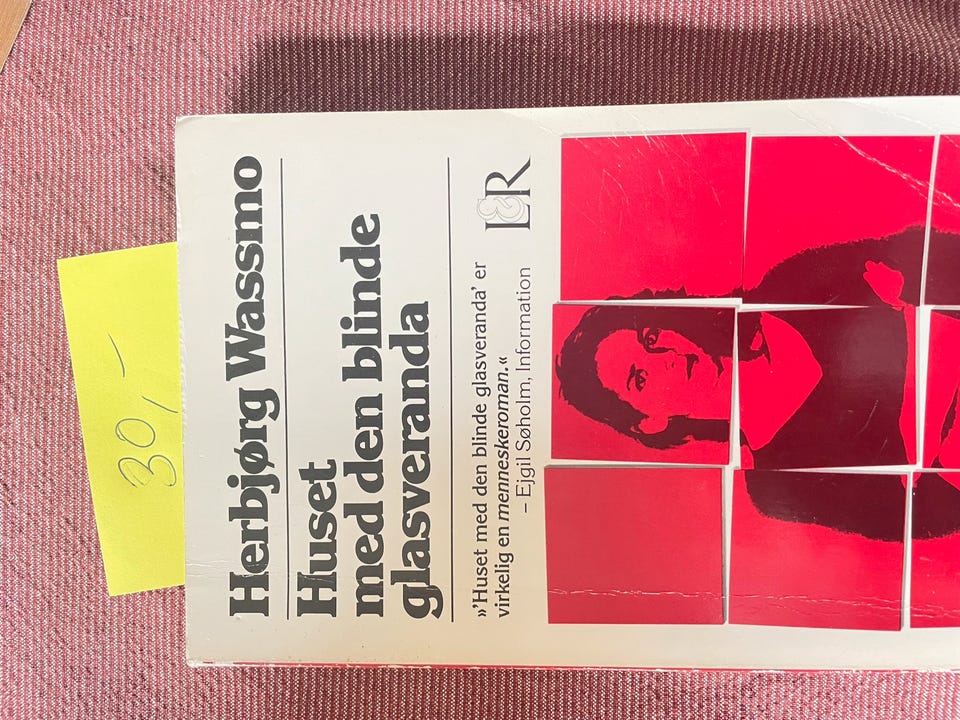 30,-
Herbjørg Wassmo
Huset
med den blinde
glasveranda
»'Huset med den blinde glasveranda' er
virkelig en menneskeroman.«
– Ejgil Søholm, Information
L&R